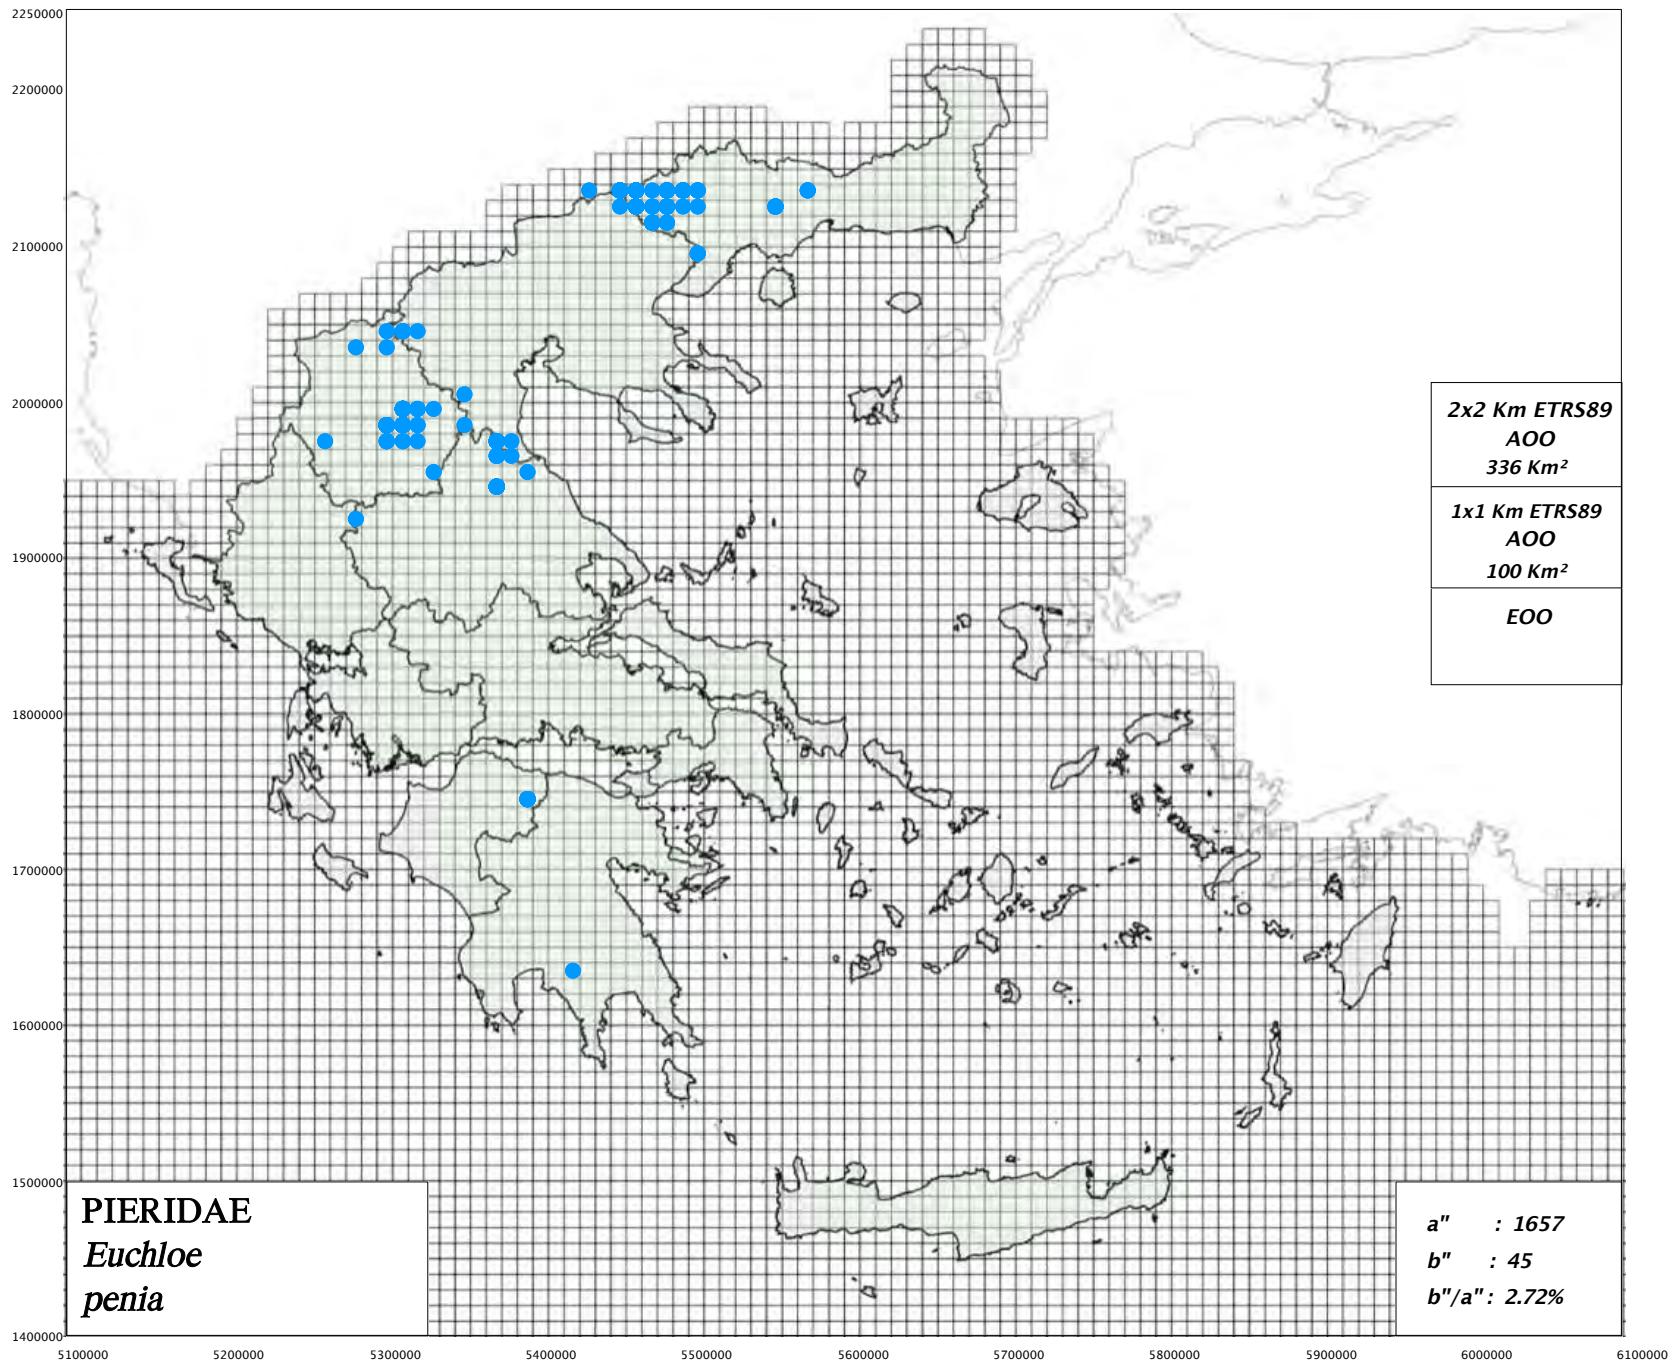 2250000
2200000
2100000
2000000
1900000
1800000
1700000
1600000
1500000
1400000
2x2 Km ETRS89
AOO
336 Km²
1x1 Km ETRS89
AOO
100 Km²
EOO
PIERIDAE
Euchloe
penia
a" : 1657
b" : 45
b"/a" : 2.72%
5100000 5200000 5300000 5400000 5500000 5600000 5700000 5800000 5900000 6000000 6100000